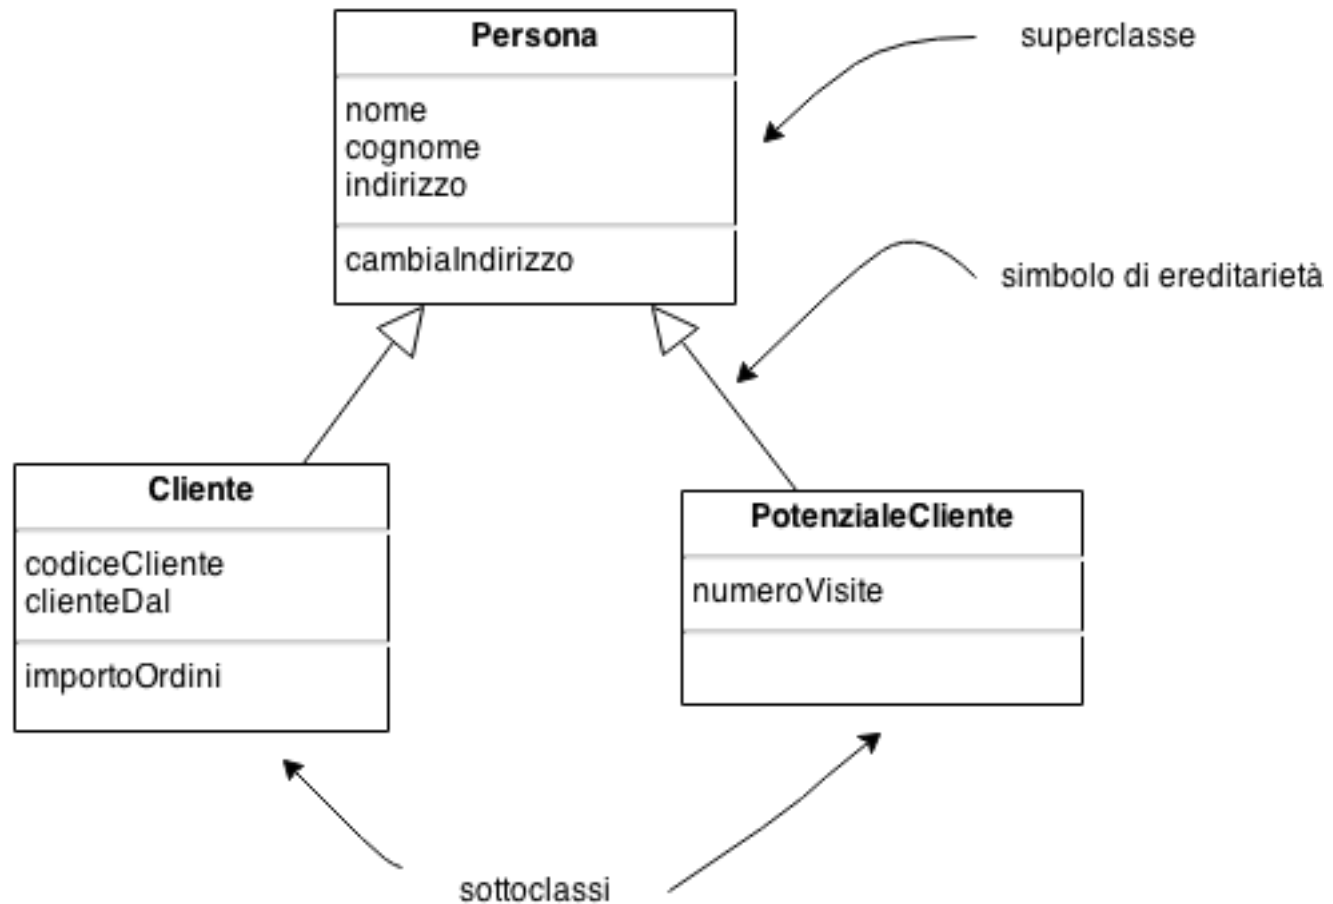 Persona
superclasse
nome
cognome
indirizzo
cambiaIndirizzo
simbolo di ereditarietà
Cliente
codiceCliente
clienteDal
importoOrdini
PotenzialeCliente
numeroVisite
sottoclassi